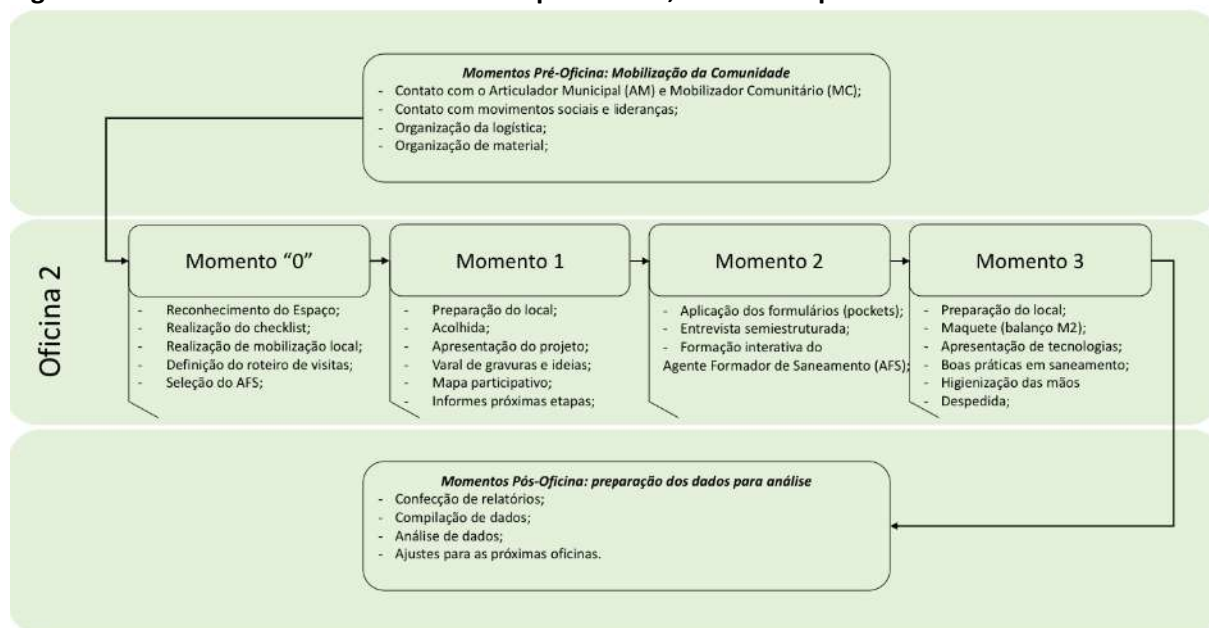 Momentos Pré-Oficina: Mobilização da Comunidade
- Contato com o Articulador Municipal (AM) e Mobilizador Comunitário (MC);
- Contato com movimentos sociais e lideranças;
- Organização da logística;
- Organização de material;
Oficina 2
Momento “0”
- Reconhecimento do Espaço;
- Realização do checklist;
- Realização de mobilização local;
- Definição do roteiro de visitas;
- Seleção do AFS;
Momento 1
- Preparação do local;
- Acolhida;
- Apresentação do projeto;
- Varal de gravuras e ideias;
- Mapa participativo;
- Informes próximas etapas;
Momento 2
- Aplicação dos formulários (pockets);
- Entrevista semiestruturada;
- Formação interativa do
Agente Formador de Saneamento (AFS);
Momento 3
- Preparação do local;
- Maquete (balanço M2);
- Apresentação de tecnologias;
- Boas práticas em saneamento;
- Higienização das mãos
- Despedida;
Momentos Pós-Oficina: preparação dos dados para análise
- Confecção de relatórios;
- Compilação de dados;
- Análise de dados;
- Ajustes para as próximas oficinas.